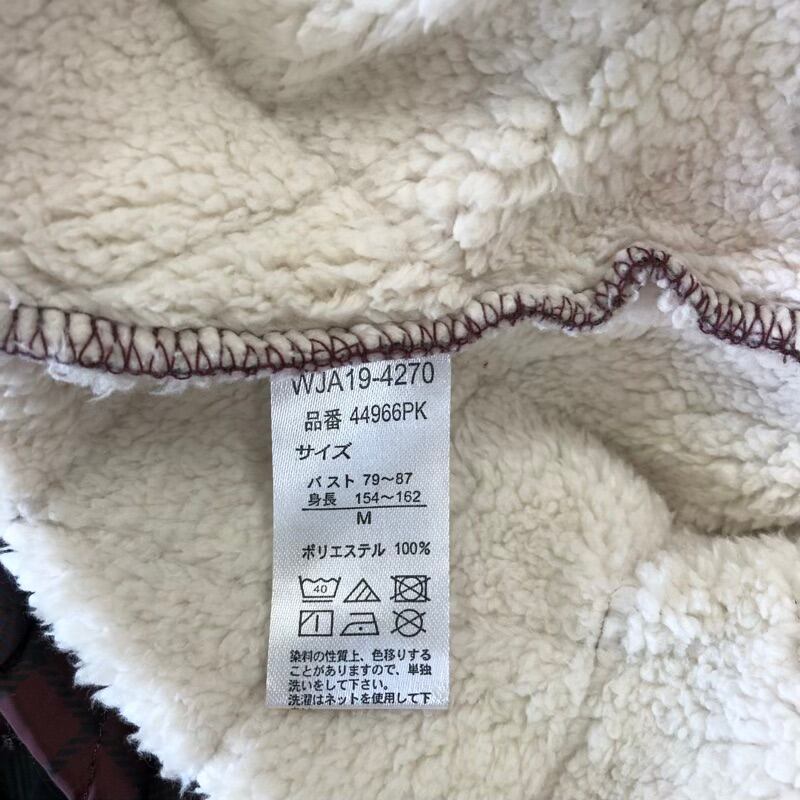 WJA19-4270
品番 44966PK
サイズ
バスト 79～87
身長 154～162
M
ポリエステル 100%
40
染料の性質上、色移りする
ことがありますので、単独
洗いをして下さい。
洗濯はネットを使用して下
さい。